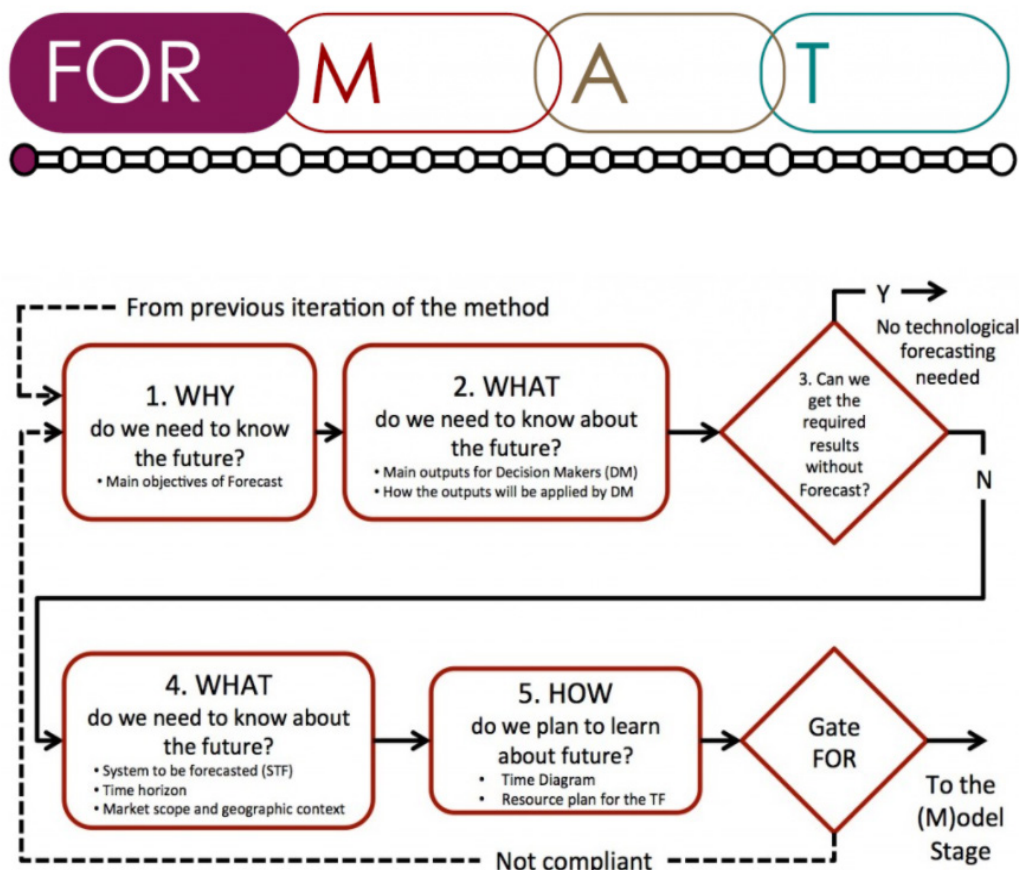 FOR M A T
From previous iteration of the method
1. WHY
do we need to know
the future?
• Main objectives of Forecast
2. WHAT
do we need to know about
the future?
• Main outputs for Decision Makers (DM)
• How the outputs will be applied by DM
3. Can we
get the
required
results
without
Forecast?
Y
No technological
forecasting
needed
N
4. WHAT
do we need to know about
the future?
• System to be forecasted (STF)
• Time horizon
• Market scope and geographic context
5. HOW
do we plan to learn
about future?
• Time Diagram
• Resource plan for the TF
Gate
FOR
To the
(M)odel
Stage
Not compliant